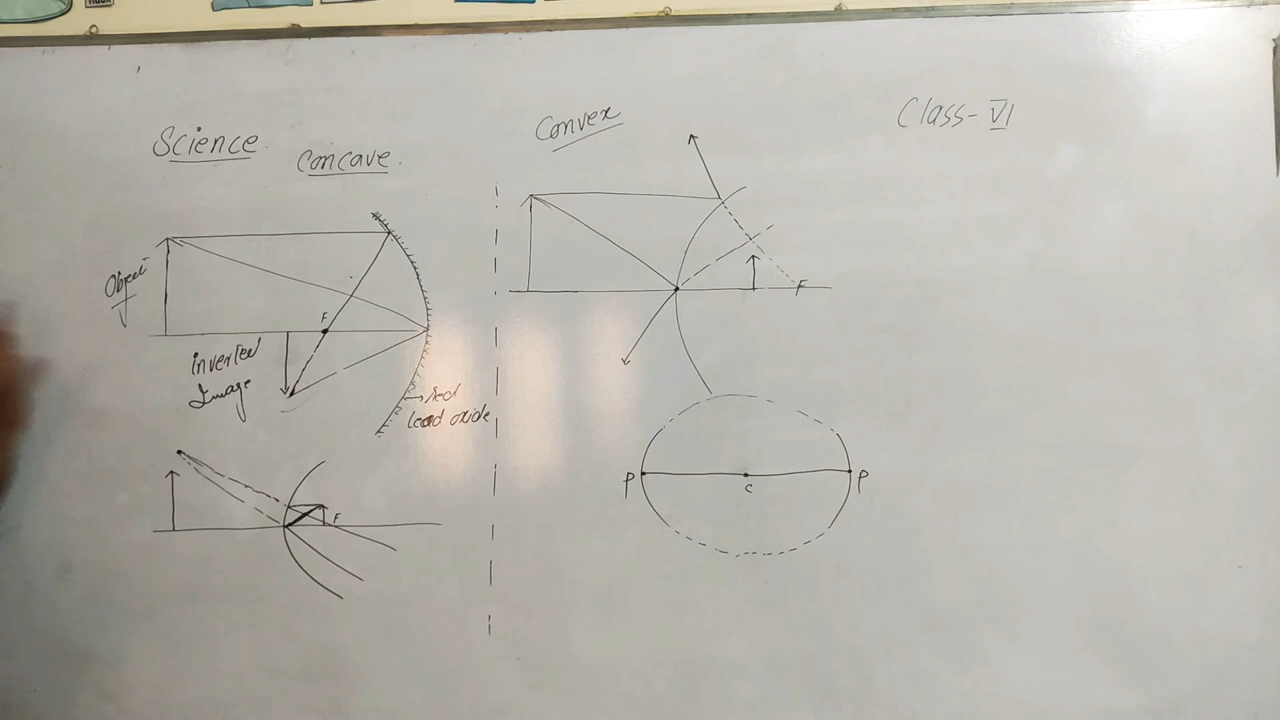 Science
Concave.
Convex
Class-VI
Object
F
inverted
Image
red
lead oxide
F
F
P
C
P